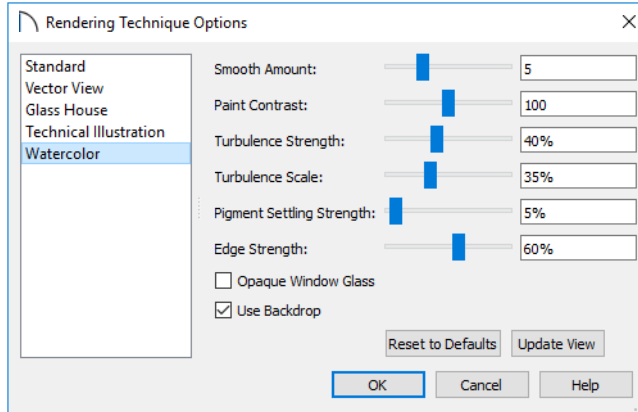 Rendering Technique Options
Standard
Vector View
Glass House
Technical Illustration
Watercolor
Smooth Amount: 5
Paint Contrast: 100
Turbulence Strength: 40%
Turbulence Scale: 35%
Pigment Settling Strength: 5%
Edge Strength: 60%
Opaque Window Glass
Use Backdrop
Reset to Defaults Update View
OK Cancel Help